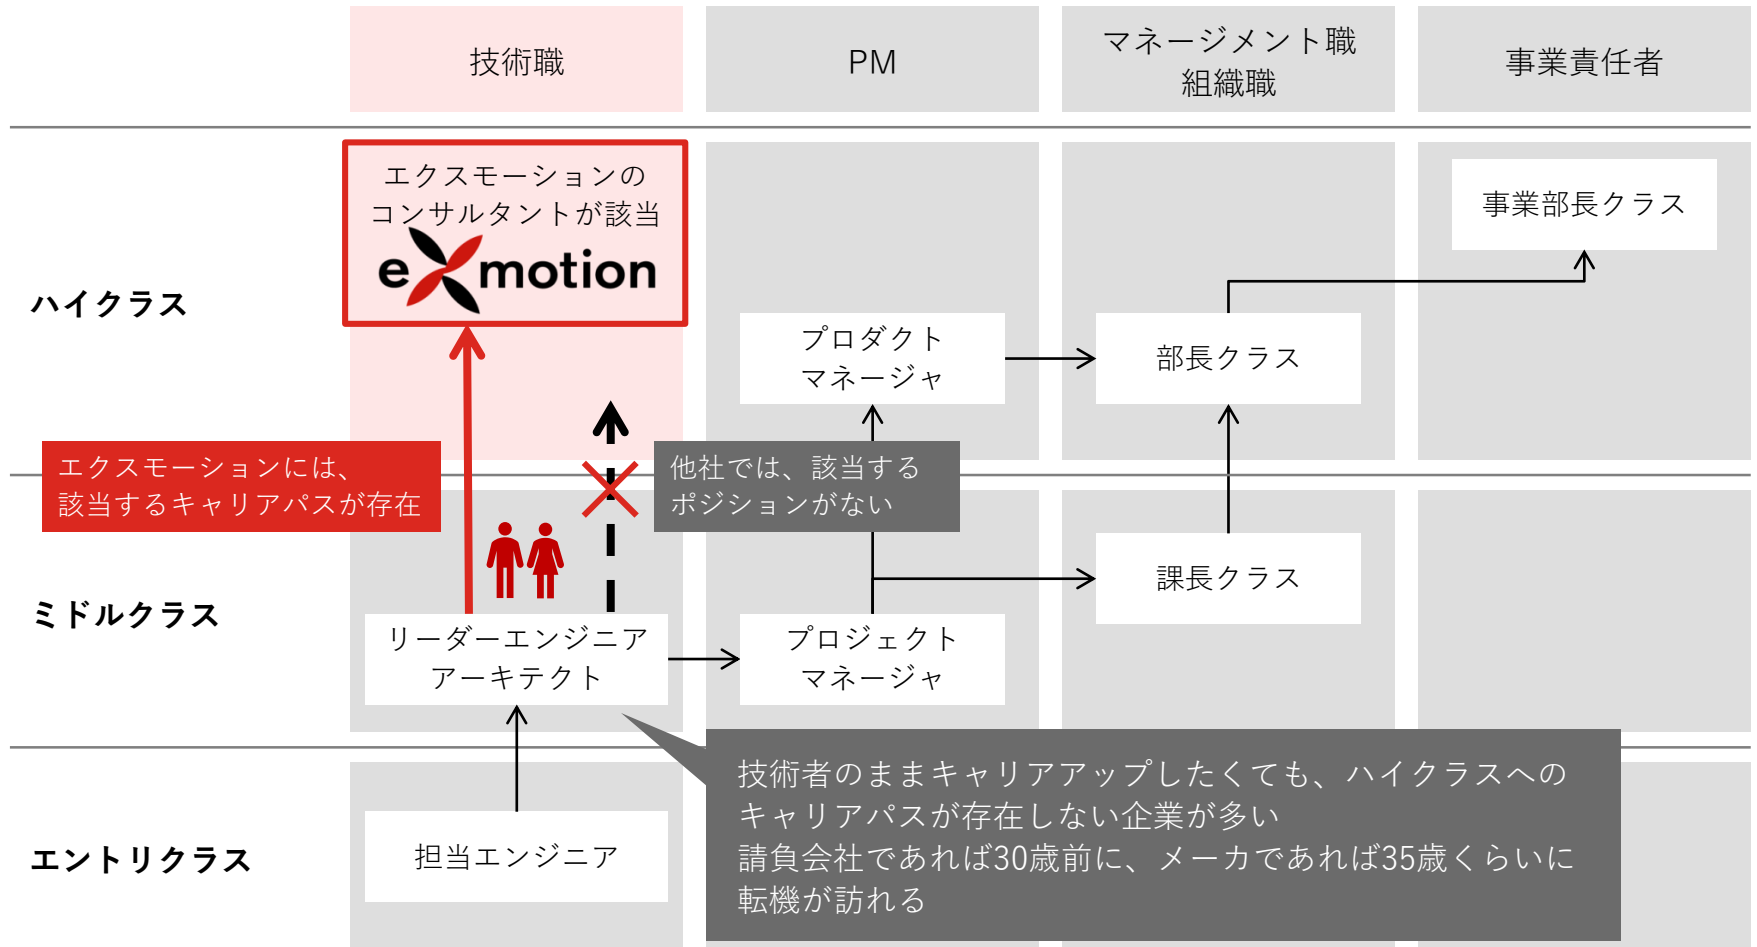 技術職
PM
マネージメント職
組織職
事業責任者
ハイクラス
エクスモーションの
コンサルタントが該当
eXmotion
事業部長クラス
プロダクト
マネージャ
部長クラス
エクスモーションには、
該当するキャリアパスが存在
他社では、該当する
ポジションがない
ミドルクラス
リーダーエンジニア
アーキテクト
プロジェクト
マネージャ
課長クラス
技術者のままキャリアアップしたくても、ハイクラスへの
キャリアパスが存在しない企業が多い
請負会社であれば30歳前に、メーカであれば35歳くらいに
転機が訪れる
エントリクラス
担当エンジニア